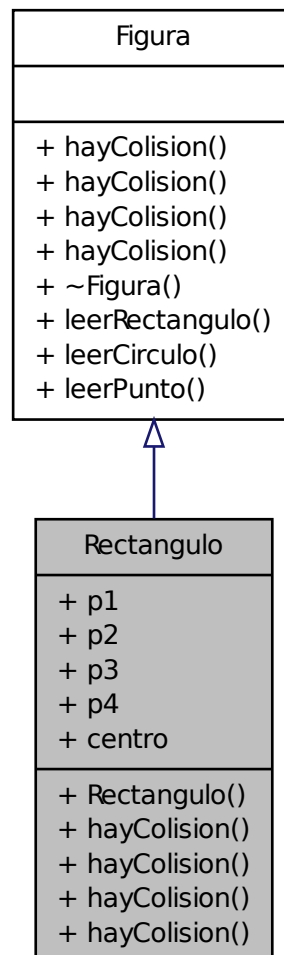 Figura
+ hayColision()
+ hayColision()
+ hayColision()
+ hayColision()
+ ~Figura()
+ leerRectangulo()
+ leerCirculo()
+ leerPunto()
Rectangulo
+ p1
+ p2
+ p3
+ p4
+ centro
+ Rectangulo()
+ hayColision()
+ hayColision()
+ hayColision()
+ hayColision()